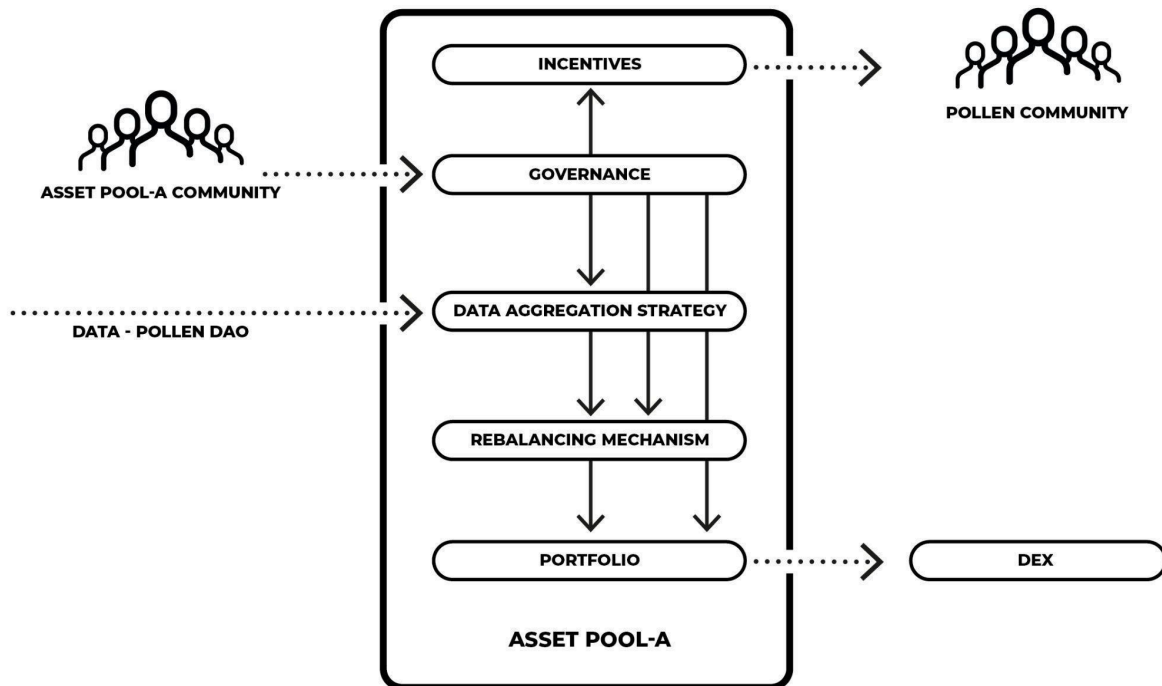 INCENTIVES
POLLEN COMMUNITY
GOVERNANCE
ASSET POOL-A COMMUNITY
DATA AGGREGATION STRATEGY
DATA - POLLEN DAO
REBALANCING MECHANISM
PORTFOLIO
DEX
ASSET POOL-A